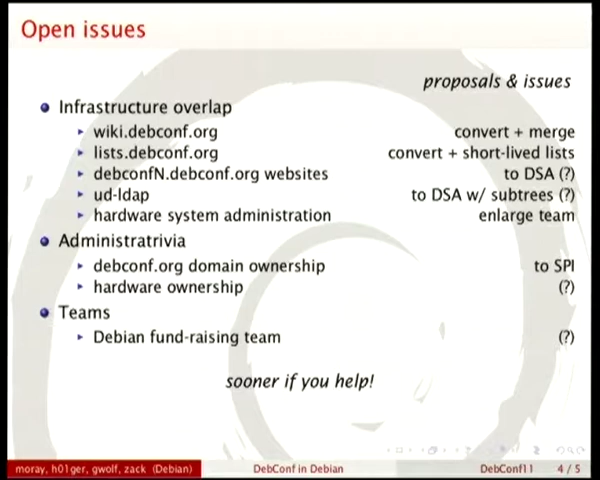 Open issues
proposals & issues
Infrastructure overlap
wiki.debconf.org convert + merge
lists.debconf.org convert + short-lived lists
debconfN.debconf.org websites to DSA (?)
ud-ldap to DSA w/ subtrees (?)
hardware system administration enlarge team
Administratrivia
debconf.org domain ownership to SPI
hardware ownership (?)
Teams
Debian fund-raising team (?)
sooner if you help!
moray, h01ger, gwolf, zack (Debian) DebConf in Debian DebConf11 4 / 5